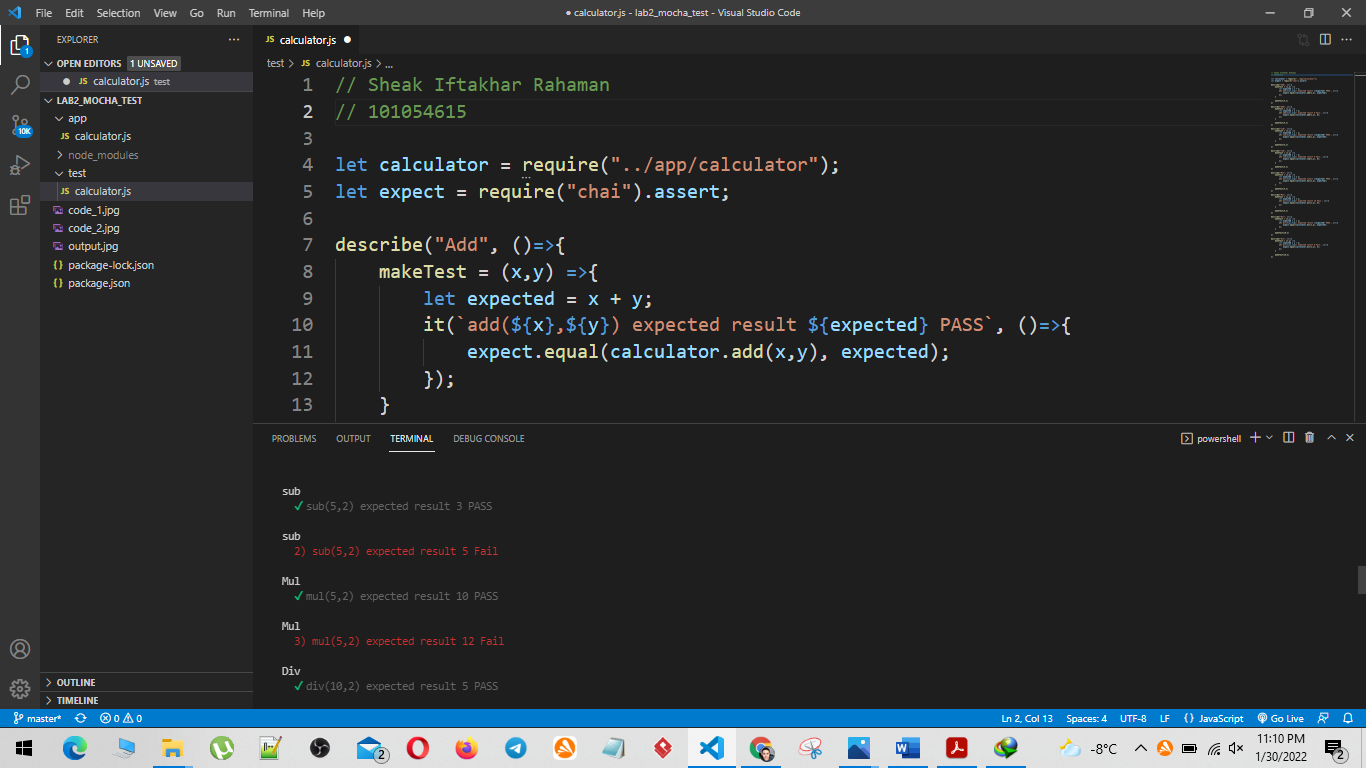 File Edit Selection View Go Run Terminal Help ● calculator.js - lab2_mocha_test - Visual Studio Code
EXPLORER ...
OPEN EDITORS 1 UNSAVED
● JS calculator.js test
LAB2_MOCHA_TEST
app
JS calculator.js
node_modules
test
JS calculator.js
code_1.jpg
code_2.jpg
output.jpg
{} package-lock.json
{} package.json
OUTLINE
TIMELINE
1
10K
JS calculator.js ●
test > JS calculator.js > ...
1 // Sheak Iftakhar Rahaman
2 // 101054615
3
4 let calculator = require("../app/calculator");
5 let expect = require("chai").assert;
6
7 describe("Add", ()=>{
8 makeTest = (x,y) =>{
9 let expected = x + y;
10 it(`add(${x},${y}) expected result ${expected} PASS`, ()=>{
11 expect.equal(calculator.add(x,y), expected);
12 });
13 }
PROBLEMS OUTPUT TERMINAL DEBUG CONSOLE powershell
sub
✓ sub(5,2) expected result 3 PASS
sub
2) sub(5,2) expected result 5 Fail
Mul
✓ mul(5,2) expected result 10 PASS
Mul
3) mul(5,2) expected result 12 Fail
Div
✓ div(10,2) expected result 5 PASS
master* 0 0 Ln 2, Col 13 Spaces: 4 UTF-8 LF {} JavaScript Go Live
2 -8°C 11:10 PM
1/30/2022 2